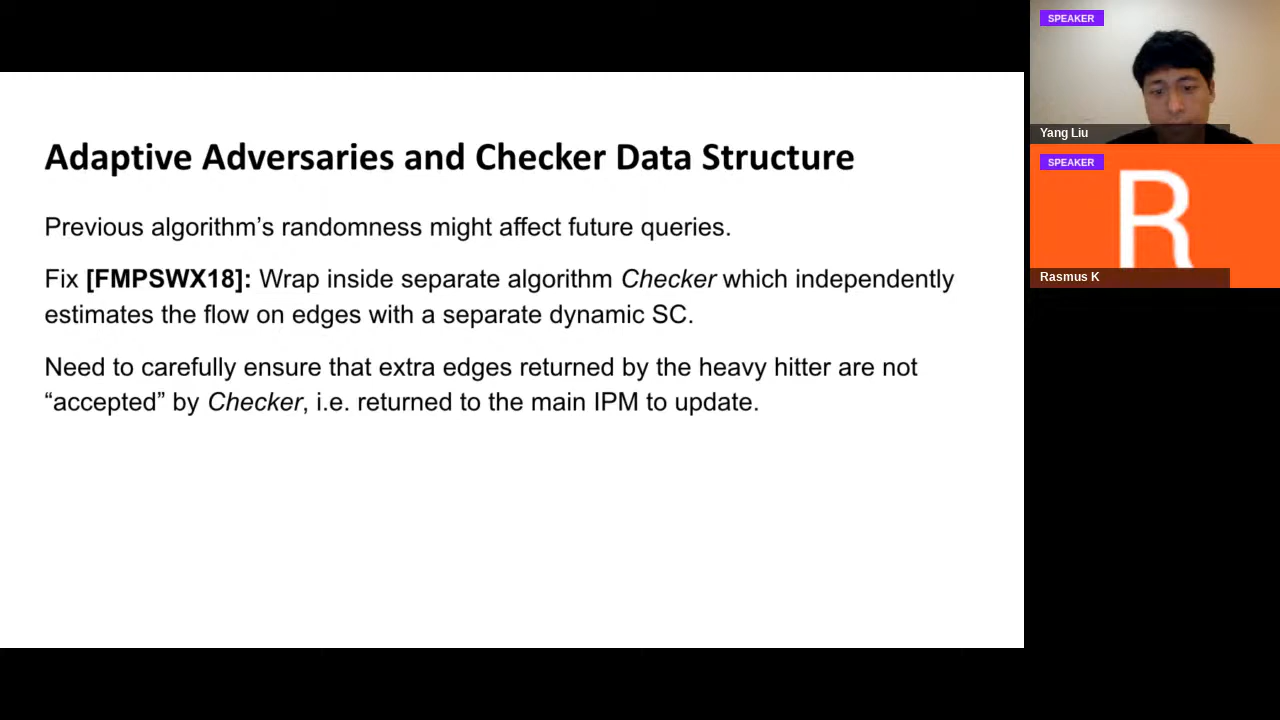 Adaptive Adversaries and Checker Data Structure
Previous algorithm’s randomness might affect future queries.
Fix [FMPSWX18]: Wrap inside separate algorithm Checker which independently
estimates the flow on edges with a separate dynamic SC.
Need to carefully ensure that extra edges returned by the heavy hitter are not
“accepted” by Checker, i.e. returned to the main IPM to update.
SPEAKER
Yang Liu
SPEAKER
R
Rasmus K